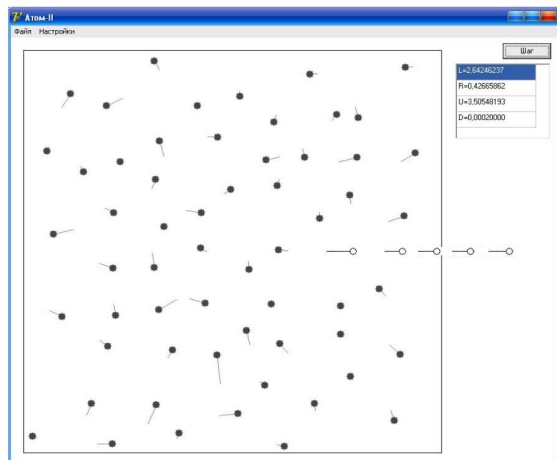 Атом-II
Файл Настройки
Шаг
L=2,64246237
R=0,42665862
U=3,50548193
D=0,00020000